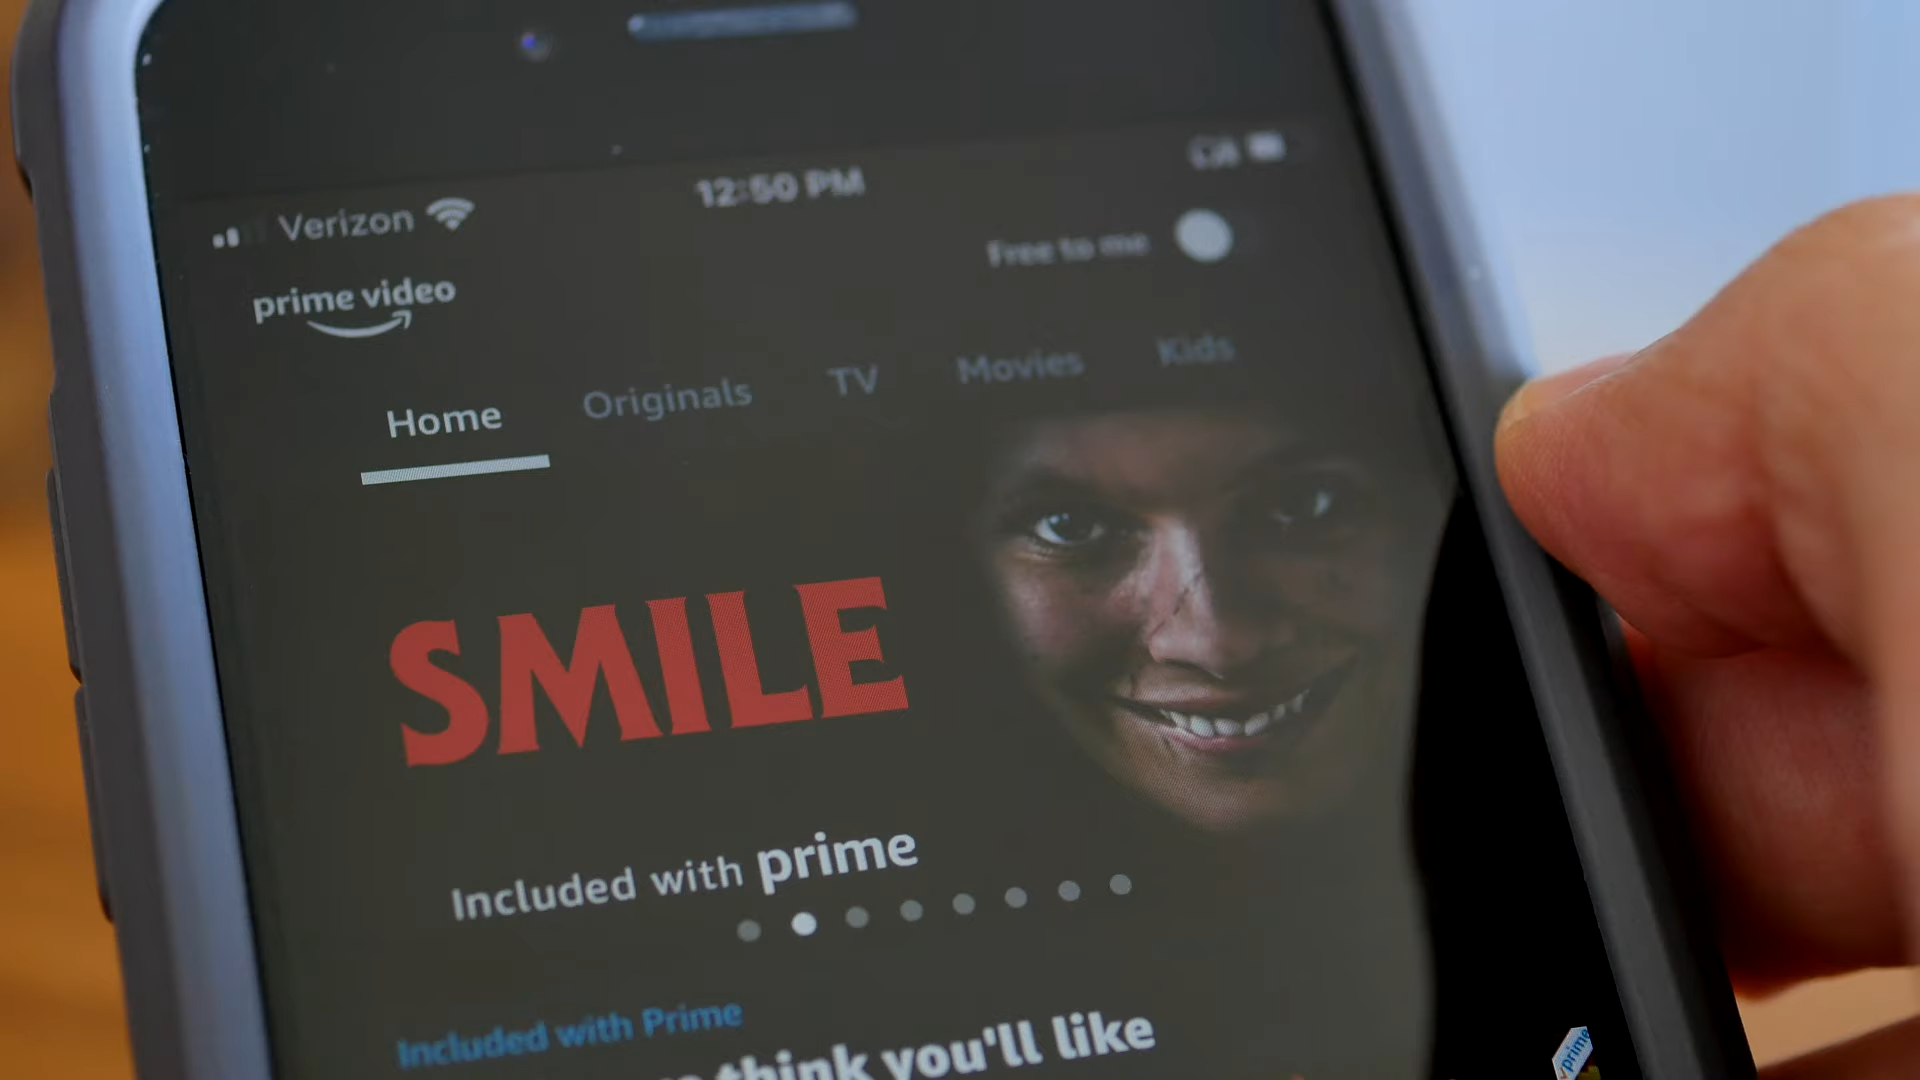 Verizon 12:50 PM
Free to me
prime video
Home Originals TV Movies Kids
SMILE
Included with prime
Included with Prime
think you'll like
prime